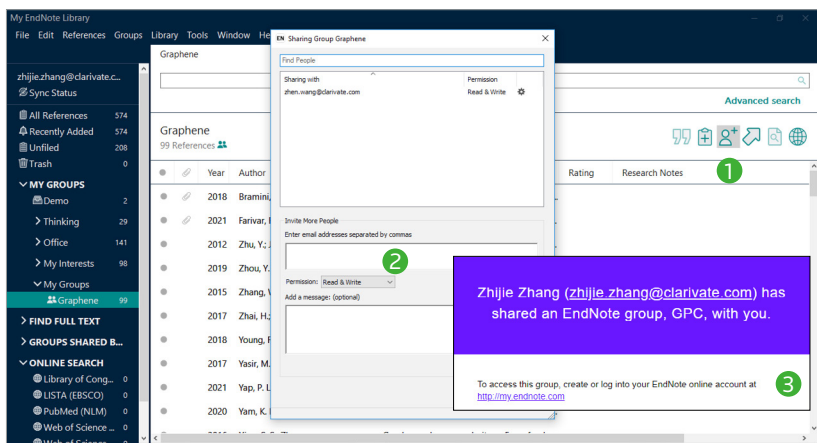 My EndNote Library
File Edit References Groups Library Tools Window He
Graphene
zhijie.zhang@clarivate.c...
Sync Status
All References 574
Recently Added 574
Unfiled 208
Trash 0
MY GROUPS
Demo 2
Thinking 29
Office 141
My Interests 98
My Groups
Graphene 99
FIND FULL TEXT
GROUPS SHARED B...
ONLINE SEARCH
Library of Cong... 0
LISTA (EBSCO) 0
PubMed (NLM) 0
Web of Science ... 0
Advanced search
Graphene
99 References
1
Year Author Rating Research Notes
2018 Bramini,
2021 Farivar,
2012 Zhu, Y.;
2019 Zhou, Y.
2015 Zhang,
2017 Zhai, H.;
2018 Young,
2017 Yasir, M.
2021 Yap, P. L
2020 Yam, K.
EN Sharing Group Graphene
Find People
Sharing with Permission
zhen.wang@clarivate.com Read & Write
Invite More People
Enter email addresses separated by commas
2
Permission: Read & Write
Add a message: (optional)
Zhijie Zhang (zhijie.zhang@clarivate.com) has
shared an EndNote group, GPC, with you.
To access this group, create or log into your EndNote online account at
http://my.endnote.com
3